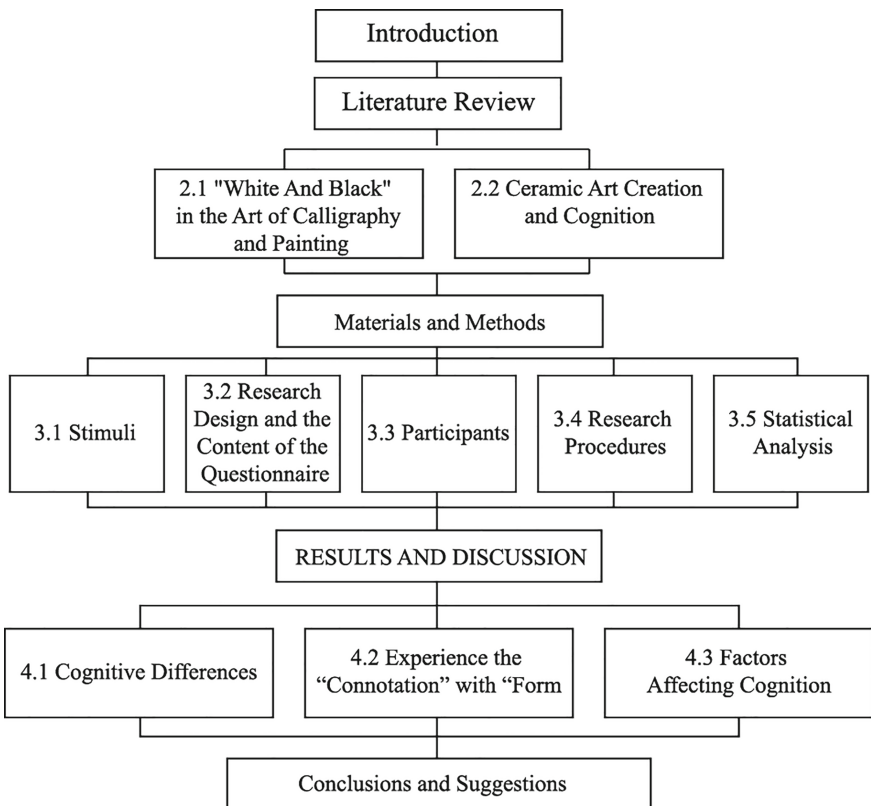 Introduction
Literature Review
2.1 "White And Black"
in the Art of Calligraphy
and Painting
2.2 Ceramic Art Creation
and Cognition
Materials and Methods
3.1 Stimuli
3.2 Research
Design and the
Content of the
Questionnaire
3.3 Participants
3.4 Research
Procedures
3.5 Statistical
Analysis
RESULTS AND DISCUSSION
4.1 Cognitive Differences
4.2 Experience the
“Connotation” with “Form
4.3 Factors
Affecting Cognition
Conclusions and Suggestions